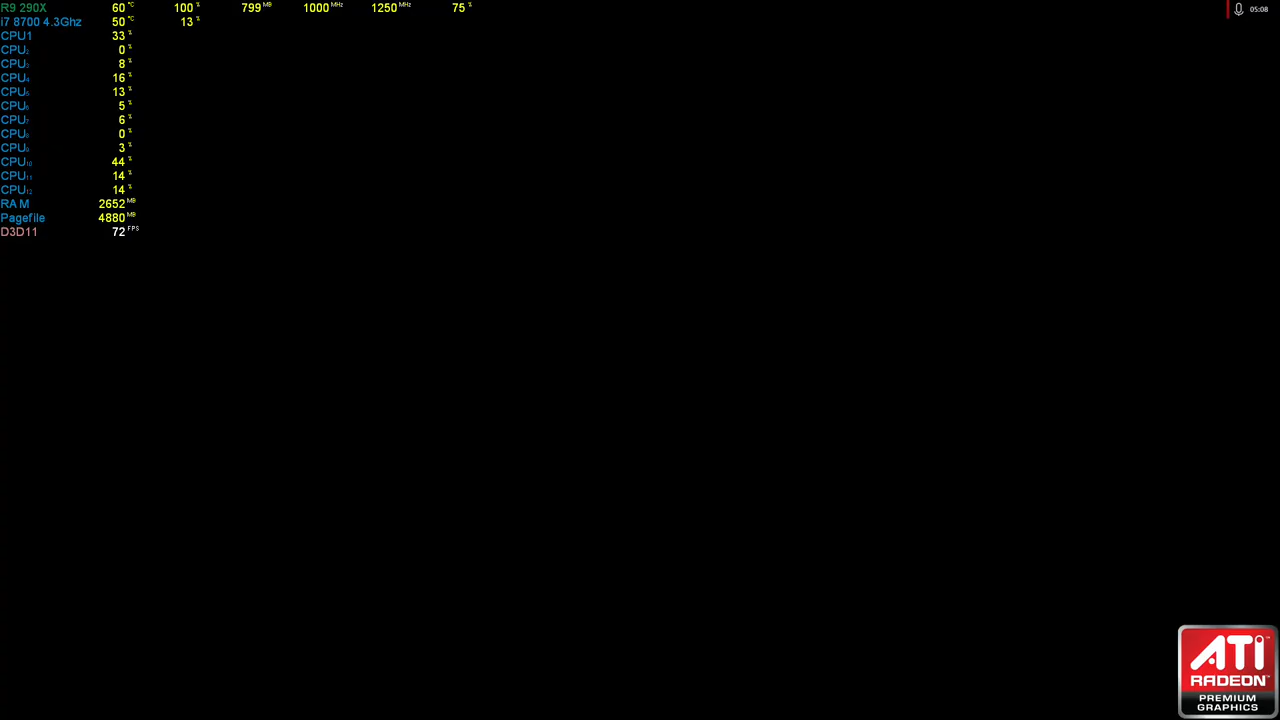 R9 290X 60 °C 100 % 799 MB 1000 MHz 1250 MHz 75 %
05:08
i7 8700 4.3Ghz 50 °C 13 %
CPU1 33 %
CPU2 0 %
CPU3 8 %
CPU4 16 %
CPU5 13 %
CPU6 5 %
CPU7 6 %
CPU8 0 %
CPU9 3 %
CPU10 44 %
CPU11 14 %
CPU12 14 %
RAM 2652 MB
Pagefile 4880 MB
D3D11 72 FPS
ATI™
RADEON™
PREMIUM
GRAPHICS